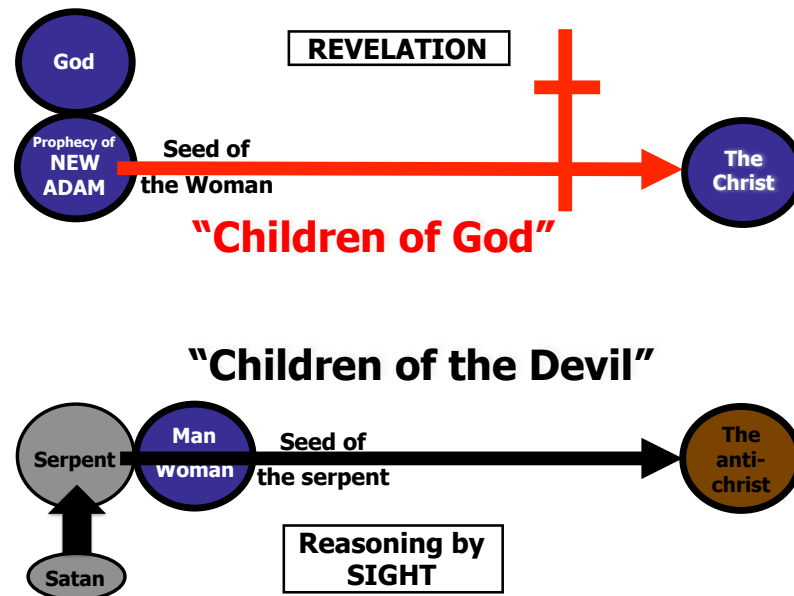 God
REVELATION
Prophecy of
NEW
ADAM
Seed of
the Woman
The
Christ
“Children of God”
“Children of the Devil”
Serpent
Man
Woman
Seed of
the serpent
The
anti-
christ
Satan
Reasoning by
SIGHT